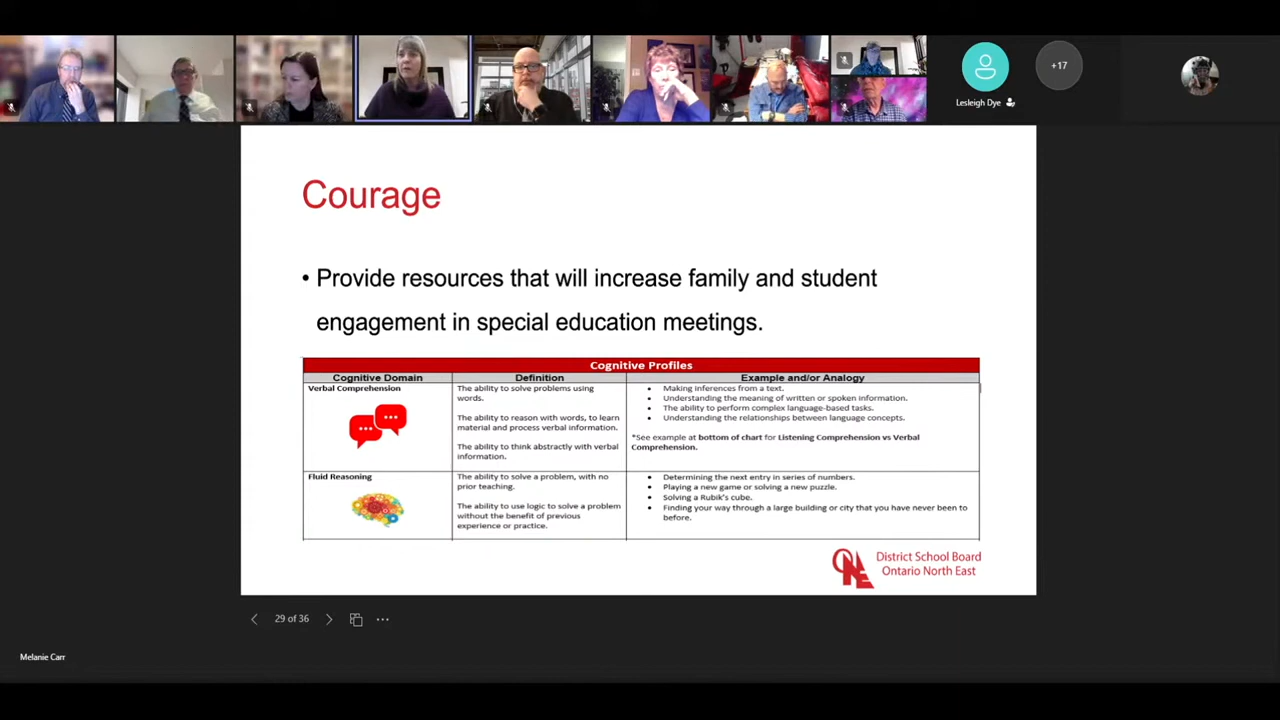 Lesleigh Dye
+17
Courage
• Provide resources that will increase family and student
engagement in special education meetings.
Cognitive Profiles
Cognitive Domain
Definition
Example and/or Analogy
Verbal Comprehension
The ability to solve problems using
words.
The ability to reason with words, to learn
material and process verbal information.
The ability to think abstractly with verbal
information.
• Making inferences from a text.
• Understanding the meaning of written or spoken information.
• The ability to perform complex language-based tasks.
• Understanding the relationships between language concepts.
*See example at bottom of chart for Listening Comprehension vs Verbal
Comprehension.
Fluid Reasoning
The ability to solve a problem, with no
prior teaching.
The ability to use logic to solve a problem
without the benefit of previous
experience or practice.
• Determining the next entry in series of numbers.
• Playing a new game or solving a new puzzle.
• Solving a Rubik's cube.
• Finding your way through a large building or city that you have never been to
before.
ONE
District School Board
Ontario North East
29 of 36
Melanie Carr